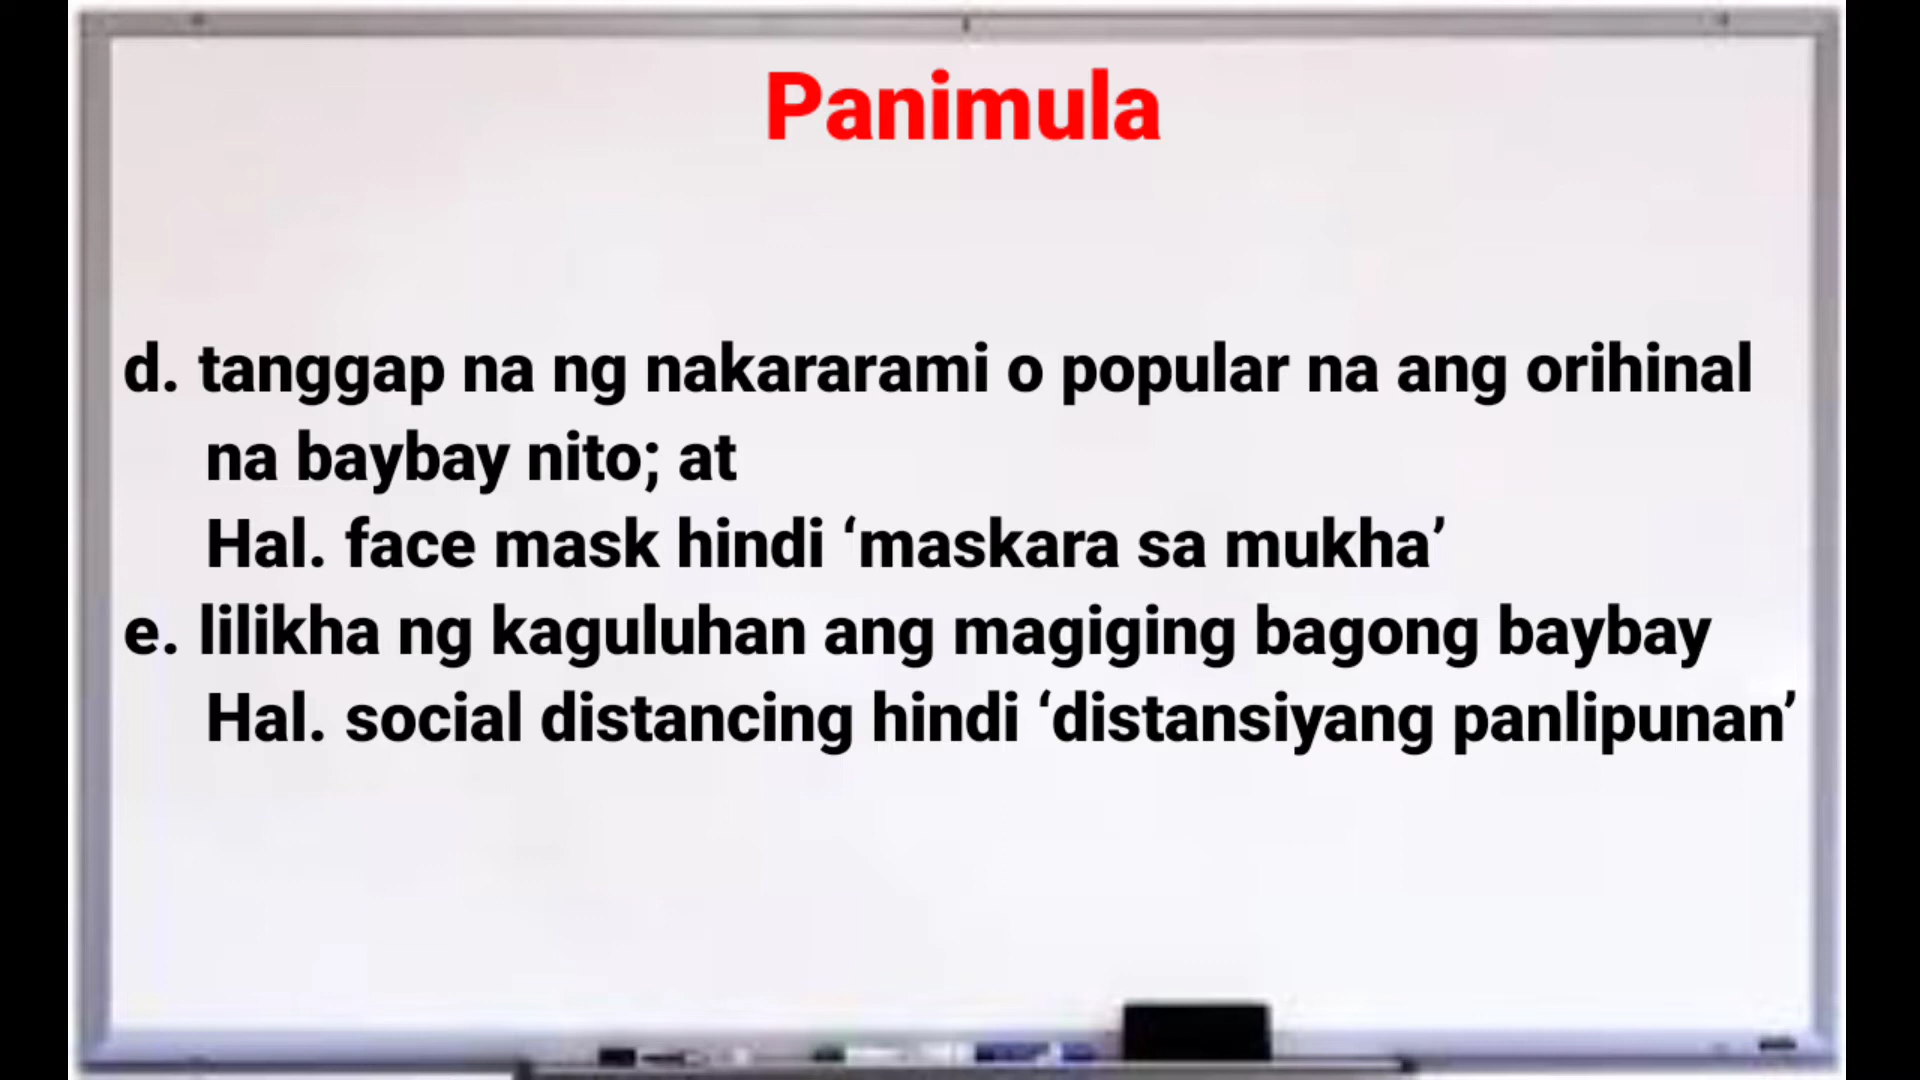 Panimula
d. tanggap na ng nakararami o popular na ang orihinal
na baybay nito; at
Hal. face mask hindi ‘maskara sa mukha’
e. lilikha ng kaguluhan ang magiging bagong baybay
Hal. social distancing hindi ‘distansiyang panlipunan’